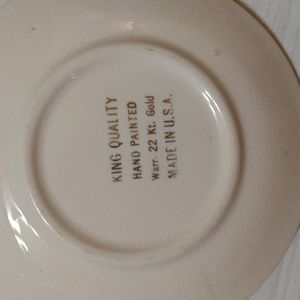 KING QUALITY
HAND PAINTED
Warr. 22 Kt. Gold
MADE IN U.S.A.